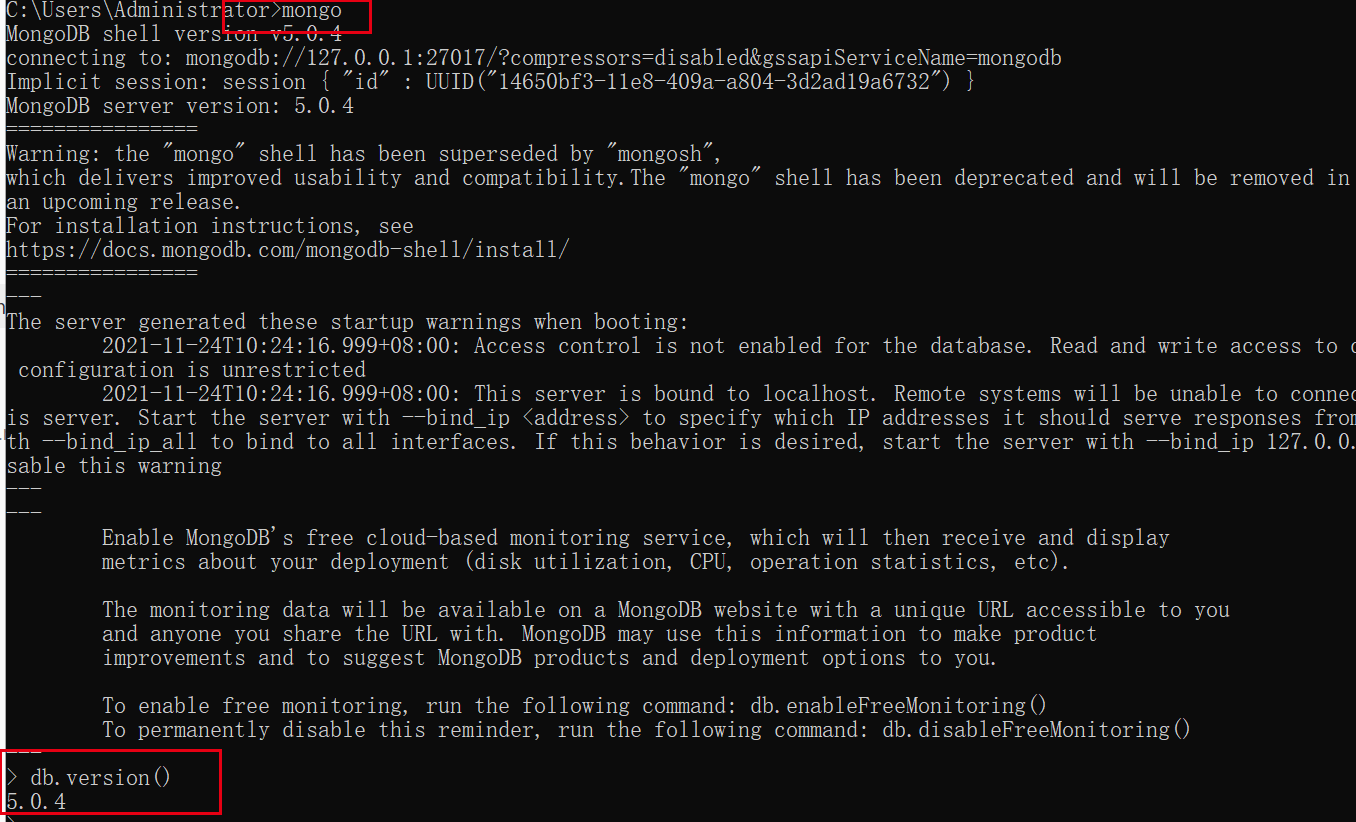 C:\Users\Administrator>mongo
MongoDB shell version v5.0.4
connecting to: mongodb://127.0.0.1:27017/?compressors=disabled&gssapiServiceName=mongodb
Implicit session: session { "id" : UUID("14650bf3-11e8-409a-a804-3d2ad19a6732") }
MongoDB server version: 5.0.4
================
Warning: the "mongo" shell has been superseded by "mongosh",
which delivers improved usability and compatibility.The "mongo" shell has been deprecated and will be removed in
an upcoming release.
For installation instructions, see
https://docs.mongodb.com/mongodb-shell/install/
================
---
The server generated these startup warnings when booting:
2021-11-24T10:24:16.999+08:00: Access control is not enabled for the database. Read and write access to
configuration is unrestricted
2021-11-24T10:24:16.999+08:00: This server is bound to localhost. Remote systems will be unable to connec
is server. Start the server with --bind_ip <address> to specify which IP addresses it should serve responses from
th --bind_ip_all to bind to all interfaces. If this behavior is desired, start the server with --bind_ip 127.0.0.
sable this warning
---
---
Enable MongoDB's free cloud-based monitoring service, which will then receive and display
metrics about your deployment (disk utilization, CPU, operation statistics, etc).
The monitoring data will be available on a MongoDB website with a unique URL accessible to you
and anyone you share the URL with. MongoDB may use this information to make product
improvements and to suggest MongoDB products and deployment options to you.
To enable free monitoring, run the following command: db.enableFreeMonitoring()
To permanently disable this reminder, run the following command: db.disableFreeMonitoring()
---
> db.version()
5.0.4